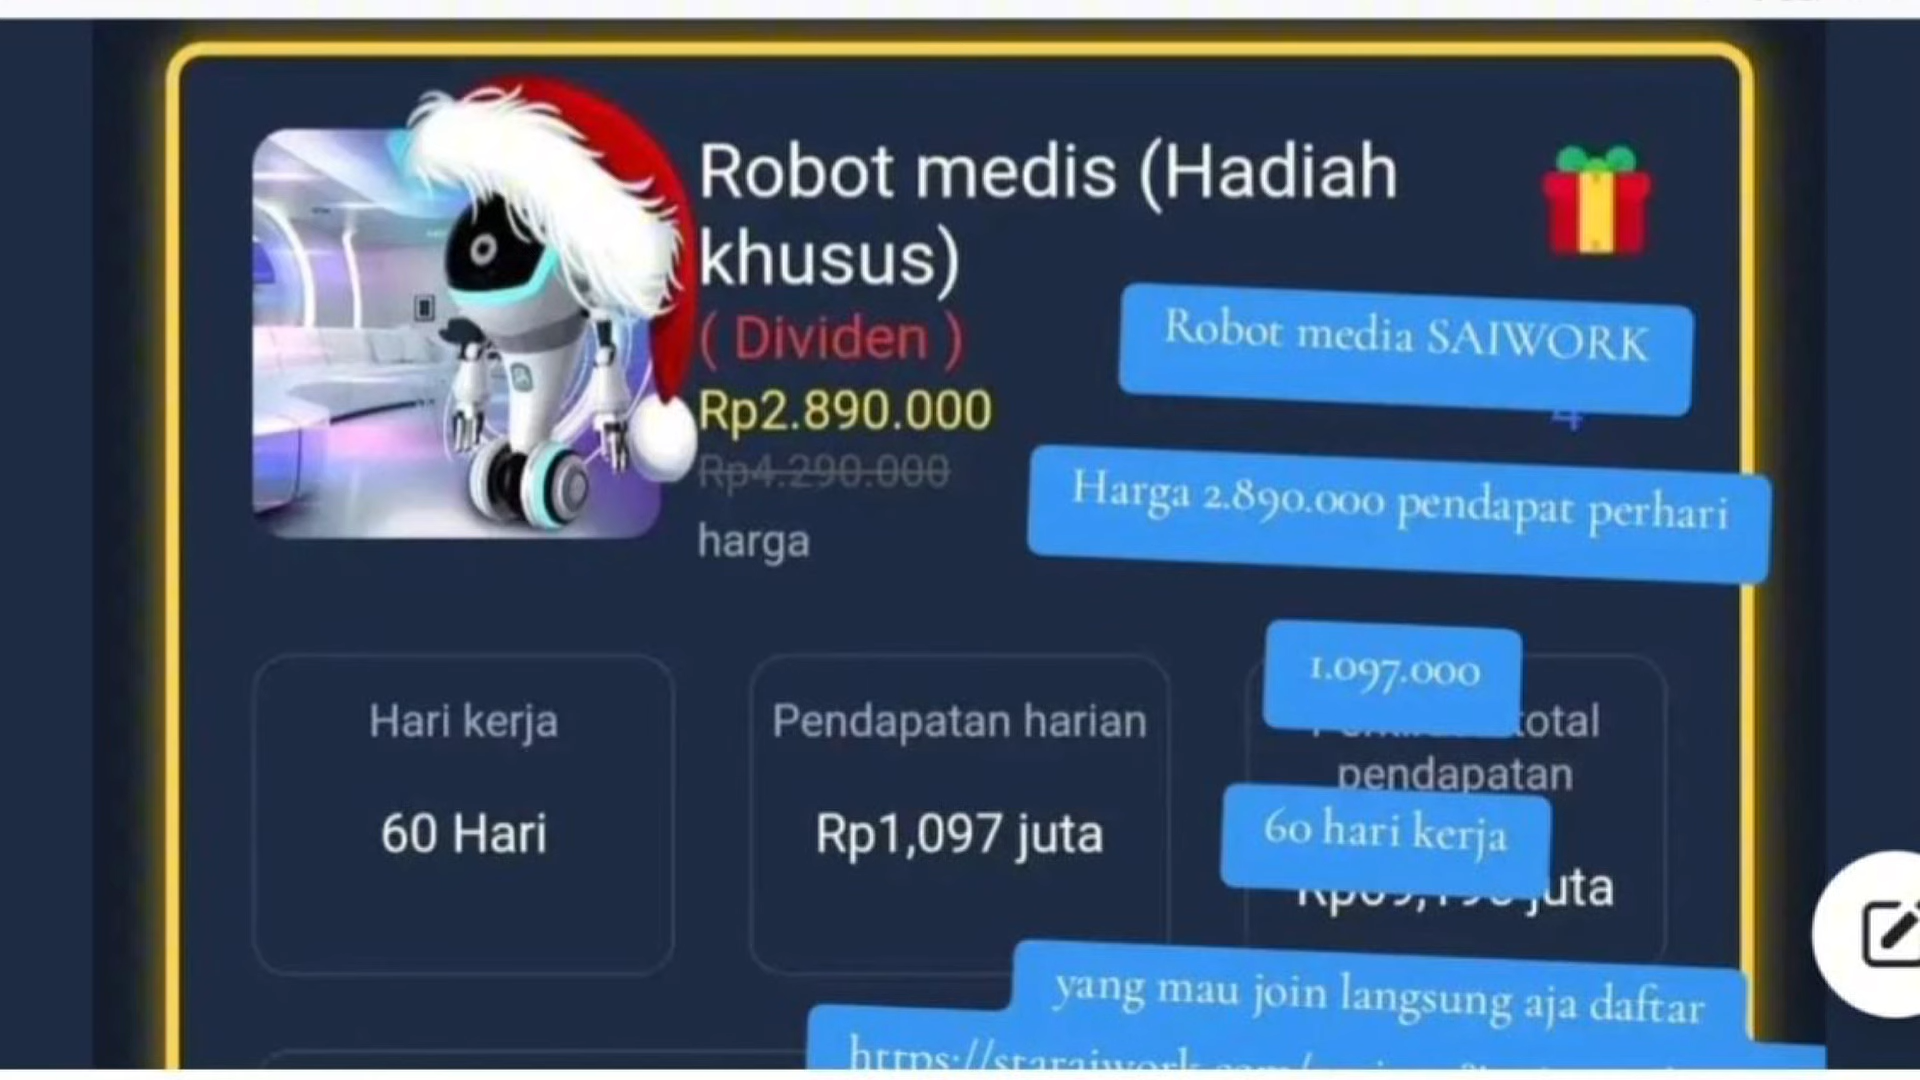 Robot medis (Hadiah
khusus)
( Dividen )
Rp2.890.000
Rp4.290.000
harga
Robot media SAIWORK
Harga 2.890.000 pendapat perhari
1.097.000
60 hari kerja
Hari kerja
60 Hari
Pendapatan harian
Rp1,097 juta
total
pendapatan
juta
yang mau join langsung aja daftar